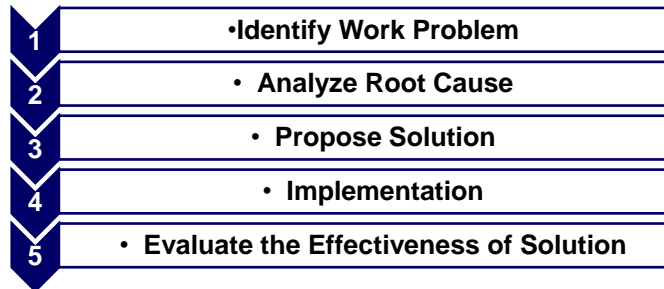 1 •Identify Work Problem
2 • Analyze Root Cause
3 • Propose Solution
4 • Implementation
5 • Evaluate the Effectiveness of Solution